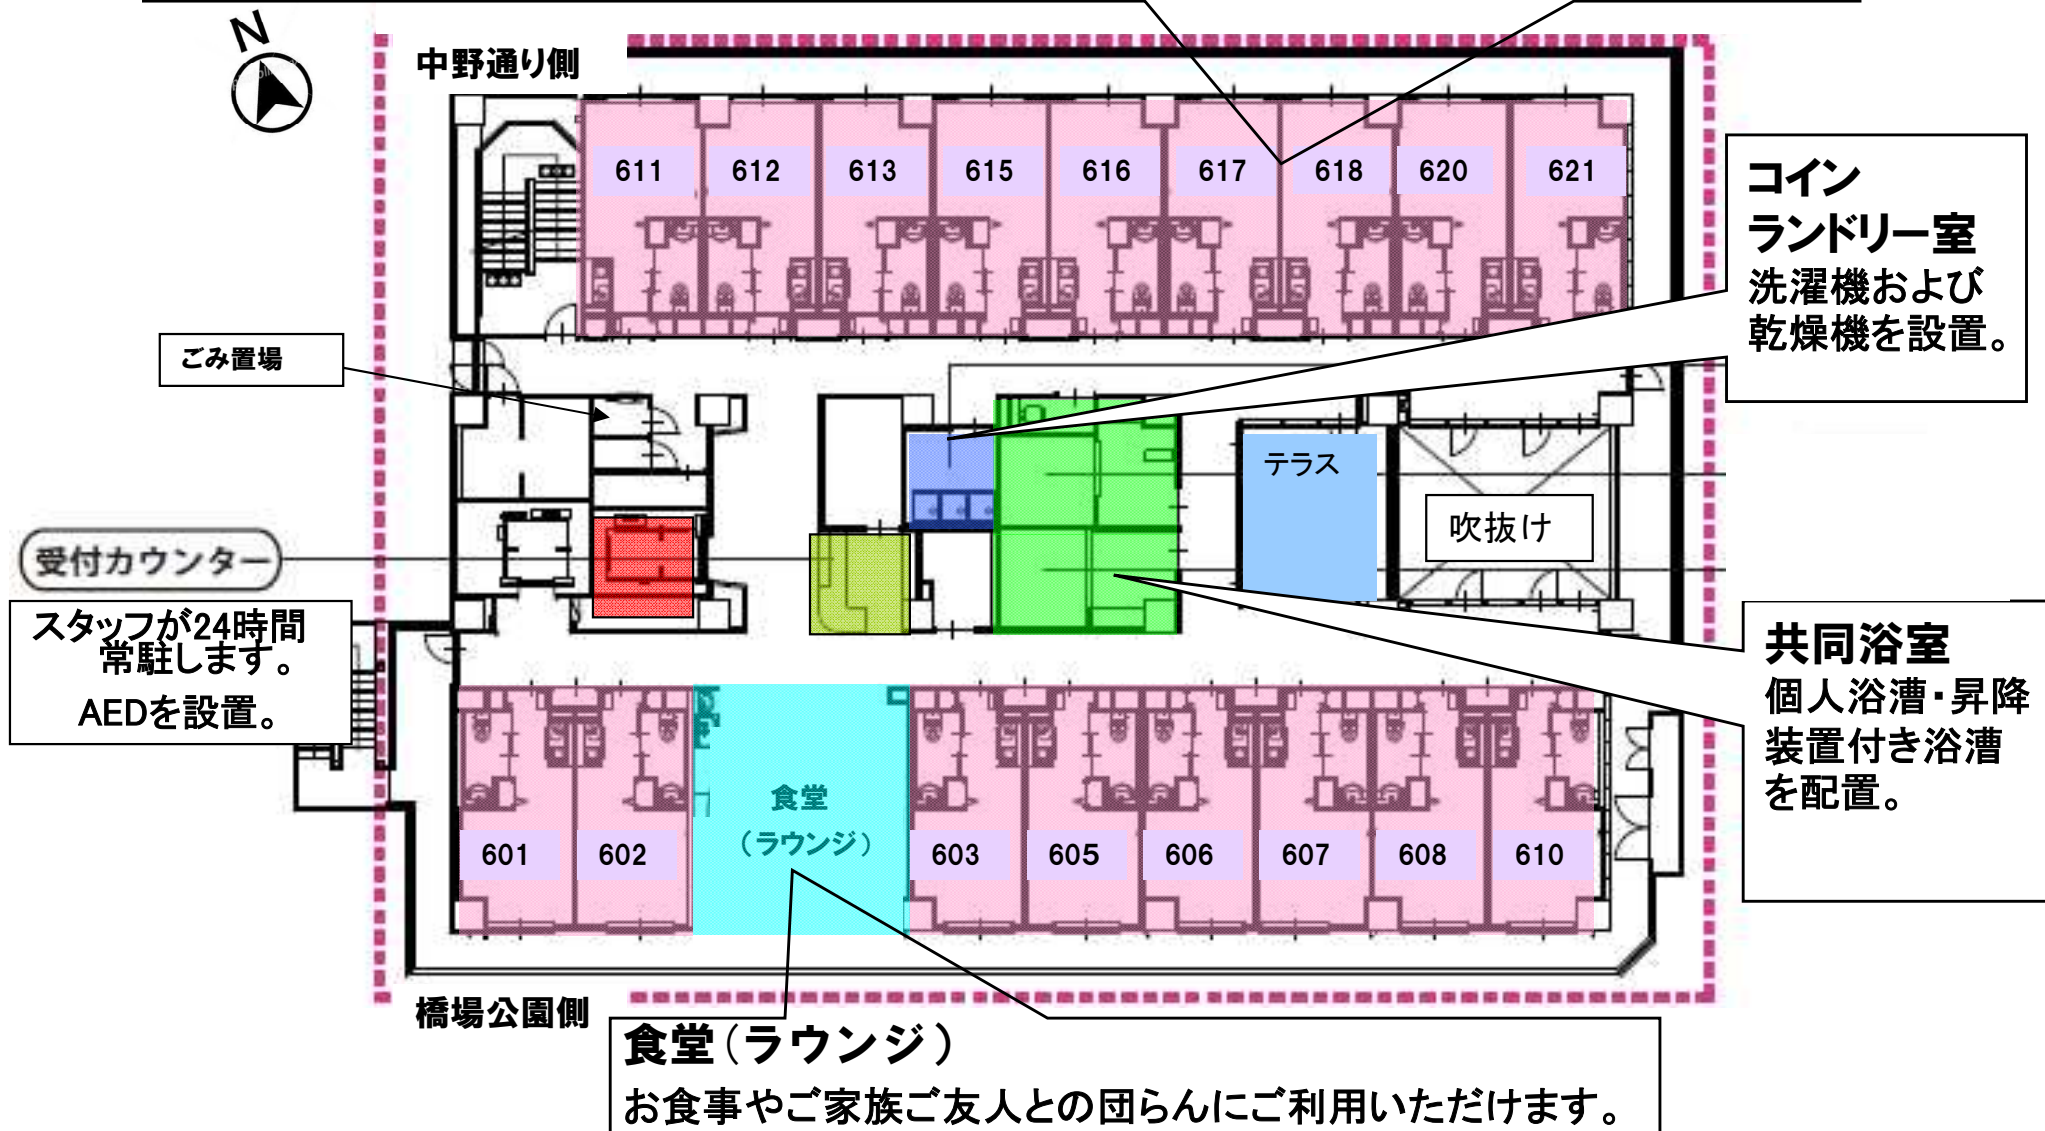 N
中野通り側
611
612
613
615
616
617
618
620
621
コイン
ランドリー室
洗濯機および
乾燥機を設置。
ごみ置場
テラス
吹抜け
受付カウンター
スタッフが24時間
常駐します。
AEDを設置。
共同浴室
個人浴漕・昇降
装置付き浴漕
を配置。
食堂
（ラウンジ）
601
602
603
605
606
607
608
610
橋場公園側
食堂（ラウンジ）
お食事やご家族ご友人との団らんにご利用いただけます。